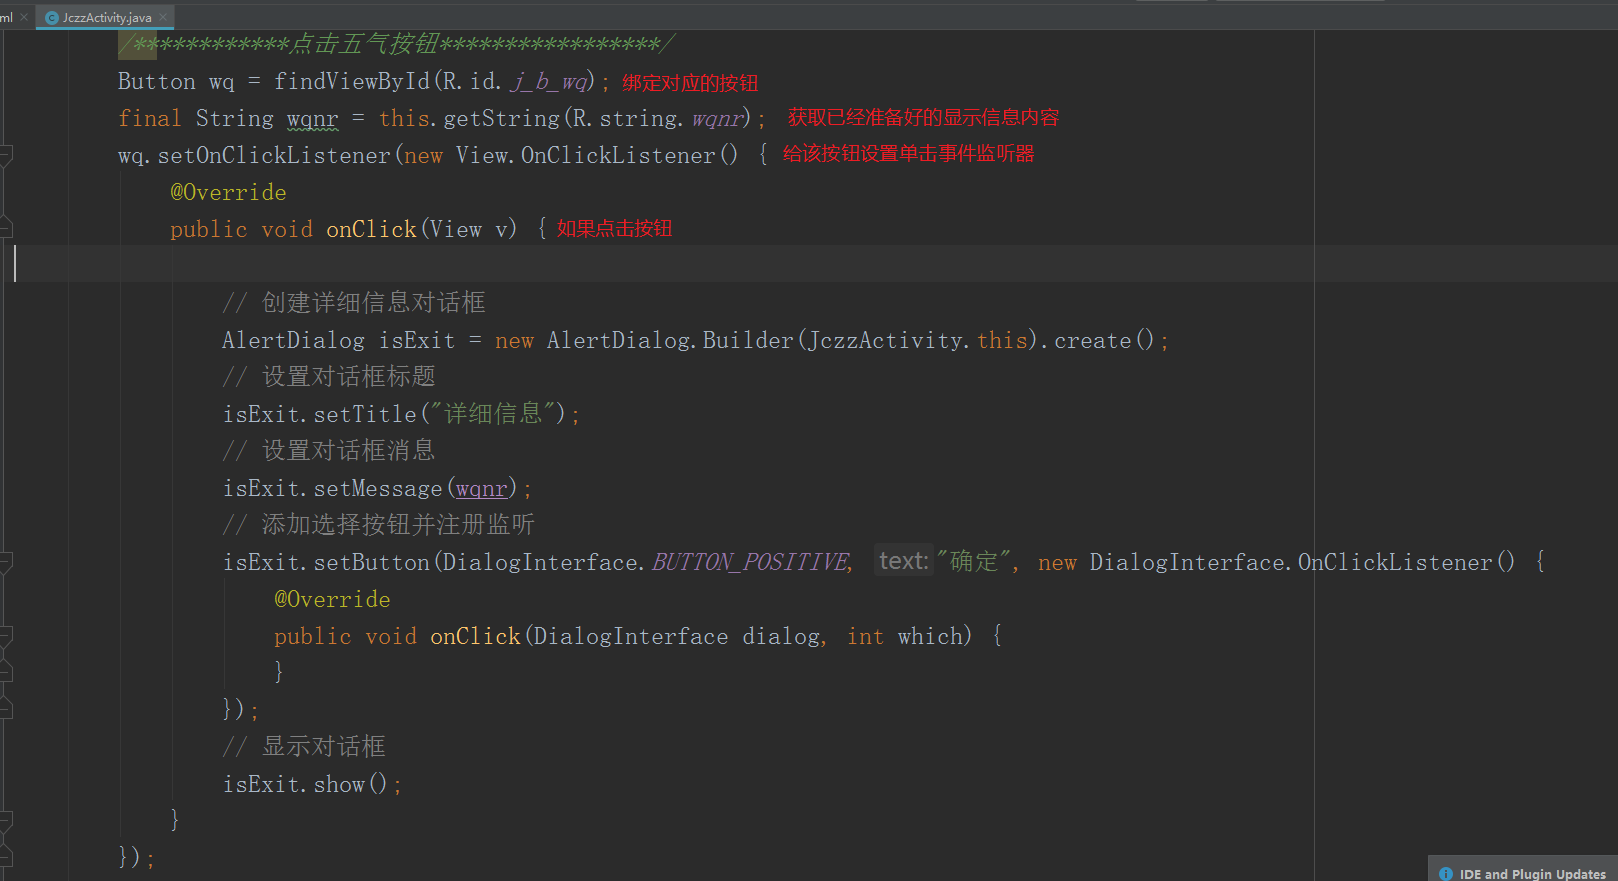 ml
JczzActivity.java
/************点击五气按钮*****************/
Button wq = findViewById(R.id.j_b_wq); 绑定对应的按钮
final String wqnr = this.getString(R.string.wqnr); 获取已经准备好的显示信息内容
wq.setOnClickListener(new View.OnClickListener() { 给该按钮设置单击事件监听器
@Override
public void onClick(View v) { 如果点击按钮
// 创建详细信息对话框
AlertDialog isExit = new AlertDialog.Builder(JczzActivity.this).create();
// 设置对话框标题
isExit.setTitle("详细信息");
// 设置对话框消息
isExit.setMessage(wqnr);
// 添加选择按钮并注册监听
isExit.setButton(DialogInterface.BUTTON_POSITIVE, text: "确定", new DialogInterface.OnClickListener() {
@Override
public void onClick(DialogInterface dialog, int which) {
}
});
// 显示对话框
isExit.show();
}
});
IDE and Plugin Updates